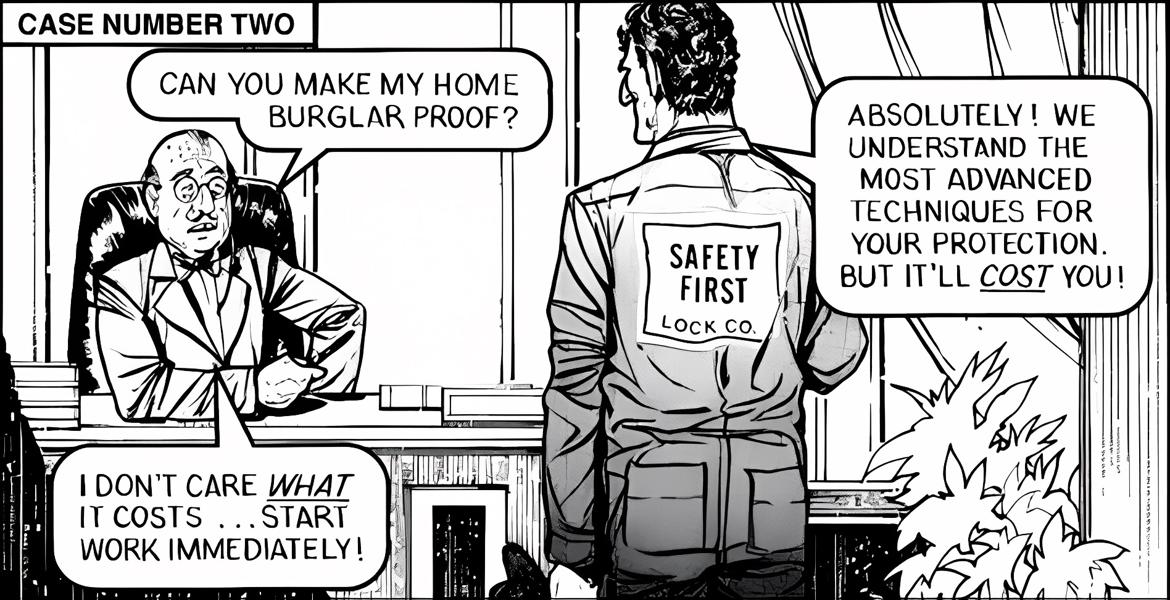 CASE NUMBER TWO
CAN YOU MAKE MY HOME
BURGLAR PROOF?
ABSOLUTELY! WE
UNDERSTAND THE
MOST ADVANCED
TECHNIQUES FOR
YOUR PROTECTION.
BUT IT'LL COST YOU!
SAFETY
FIRST
LOCK CO.
I DON'T CARE WHAT
IT COSTS ...START
WORK IMMEDIATELY!